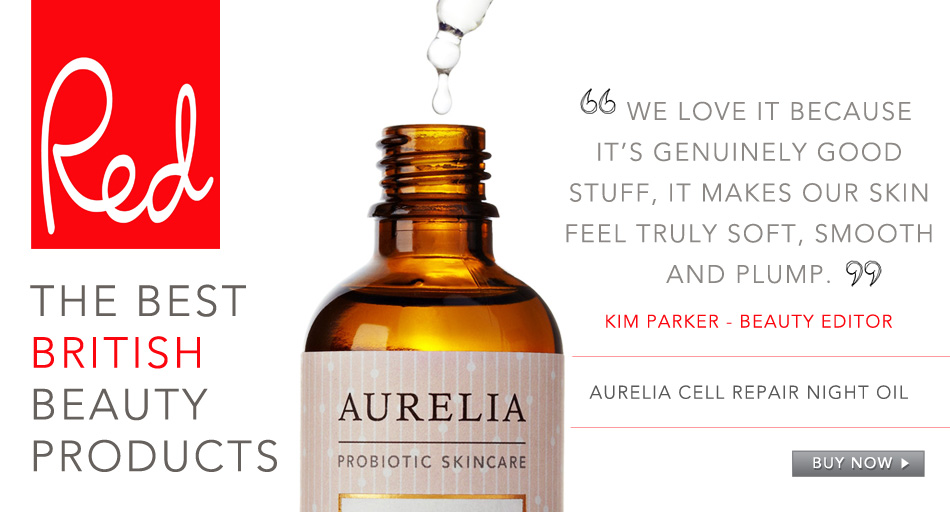 Red
THE BEST
BRITISH
BEAUTY
PRODUCTS
AURELIA
PROBIOTIC SKINCARE
“ WE LOVE IT BECAUSE
IT’S GENUINELY GOOD
STUFF, IT MAKES OUR SKIN
FEEL TRULY SOFT, SMOOTH
AND PLUMP. ”
KIM PARKER - BEAUTY EDITOR
AURELIA CELL REPAIR NIGHT OIL
BUY NOW